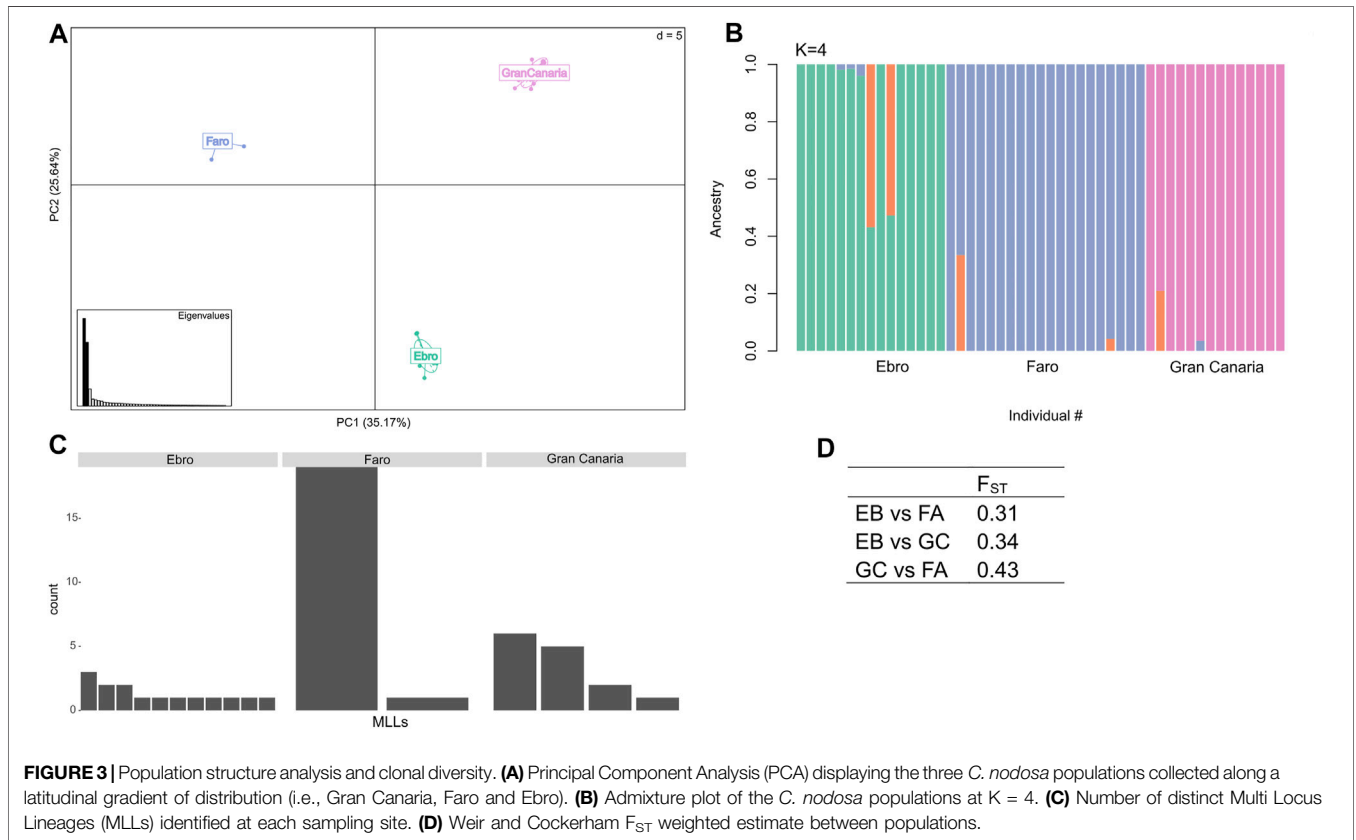 A
d = 5
GranCanaria
Faro
Ebro
Eigenvalues
PC2 (25.64%)
PC1 (35.17%)
B
K=4
1.0
0.8
0.6
0.4
0.2
0.0
Ancestry
Ebro Faro Gran Canaria
Individual #
C
Ebro Faro Gran Canaria
15-
10-
5-
0-
count
MLLs
D
FST
EB vs FA 0.31
EB vs GC 0.34
GC vs FA 0.43
FIGURE 3 | Population structure analysis and clonal diversity. (A) Principal Component Analysis (PCA) displaying the three C. nodosa populations collected along a
latitudinal gradient of distribution (i.e., Gran Canaria, Faro and Ebro). (B) Admixture plot of the C. nodosa populations at K = 4. (C) Number of distinct Multi Locus
Lineages (MLLs) identified at each sampling site. (D) Weir and Cockerham FST weighted estimate between populations.